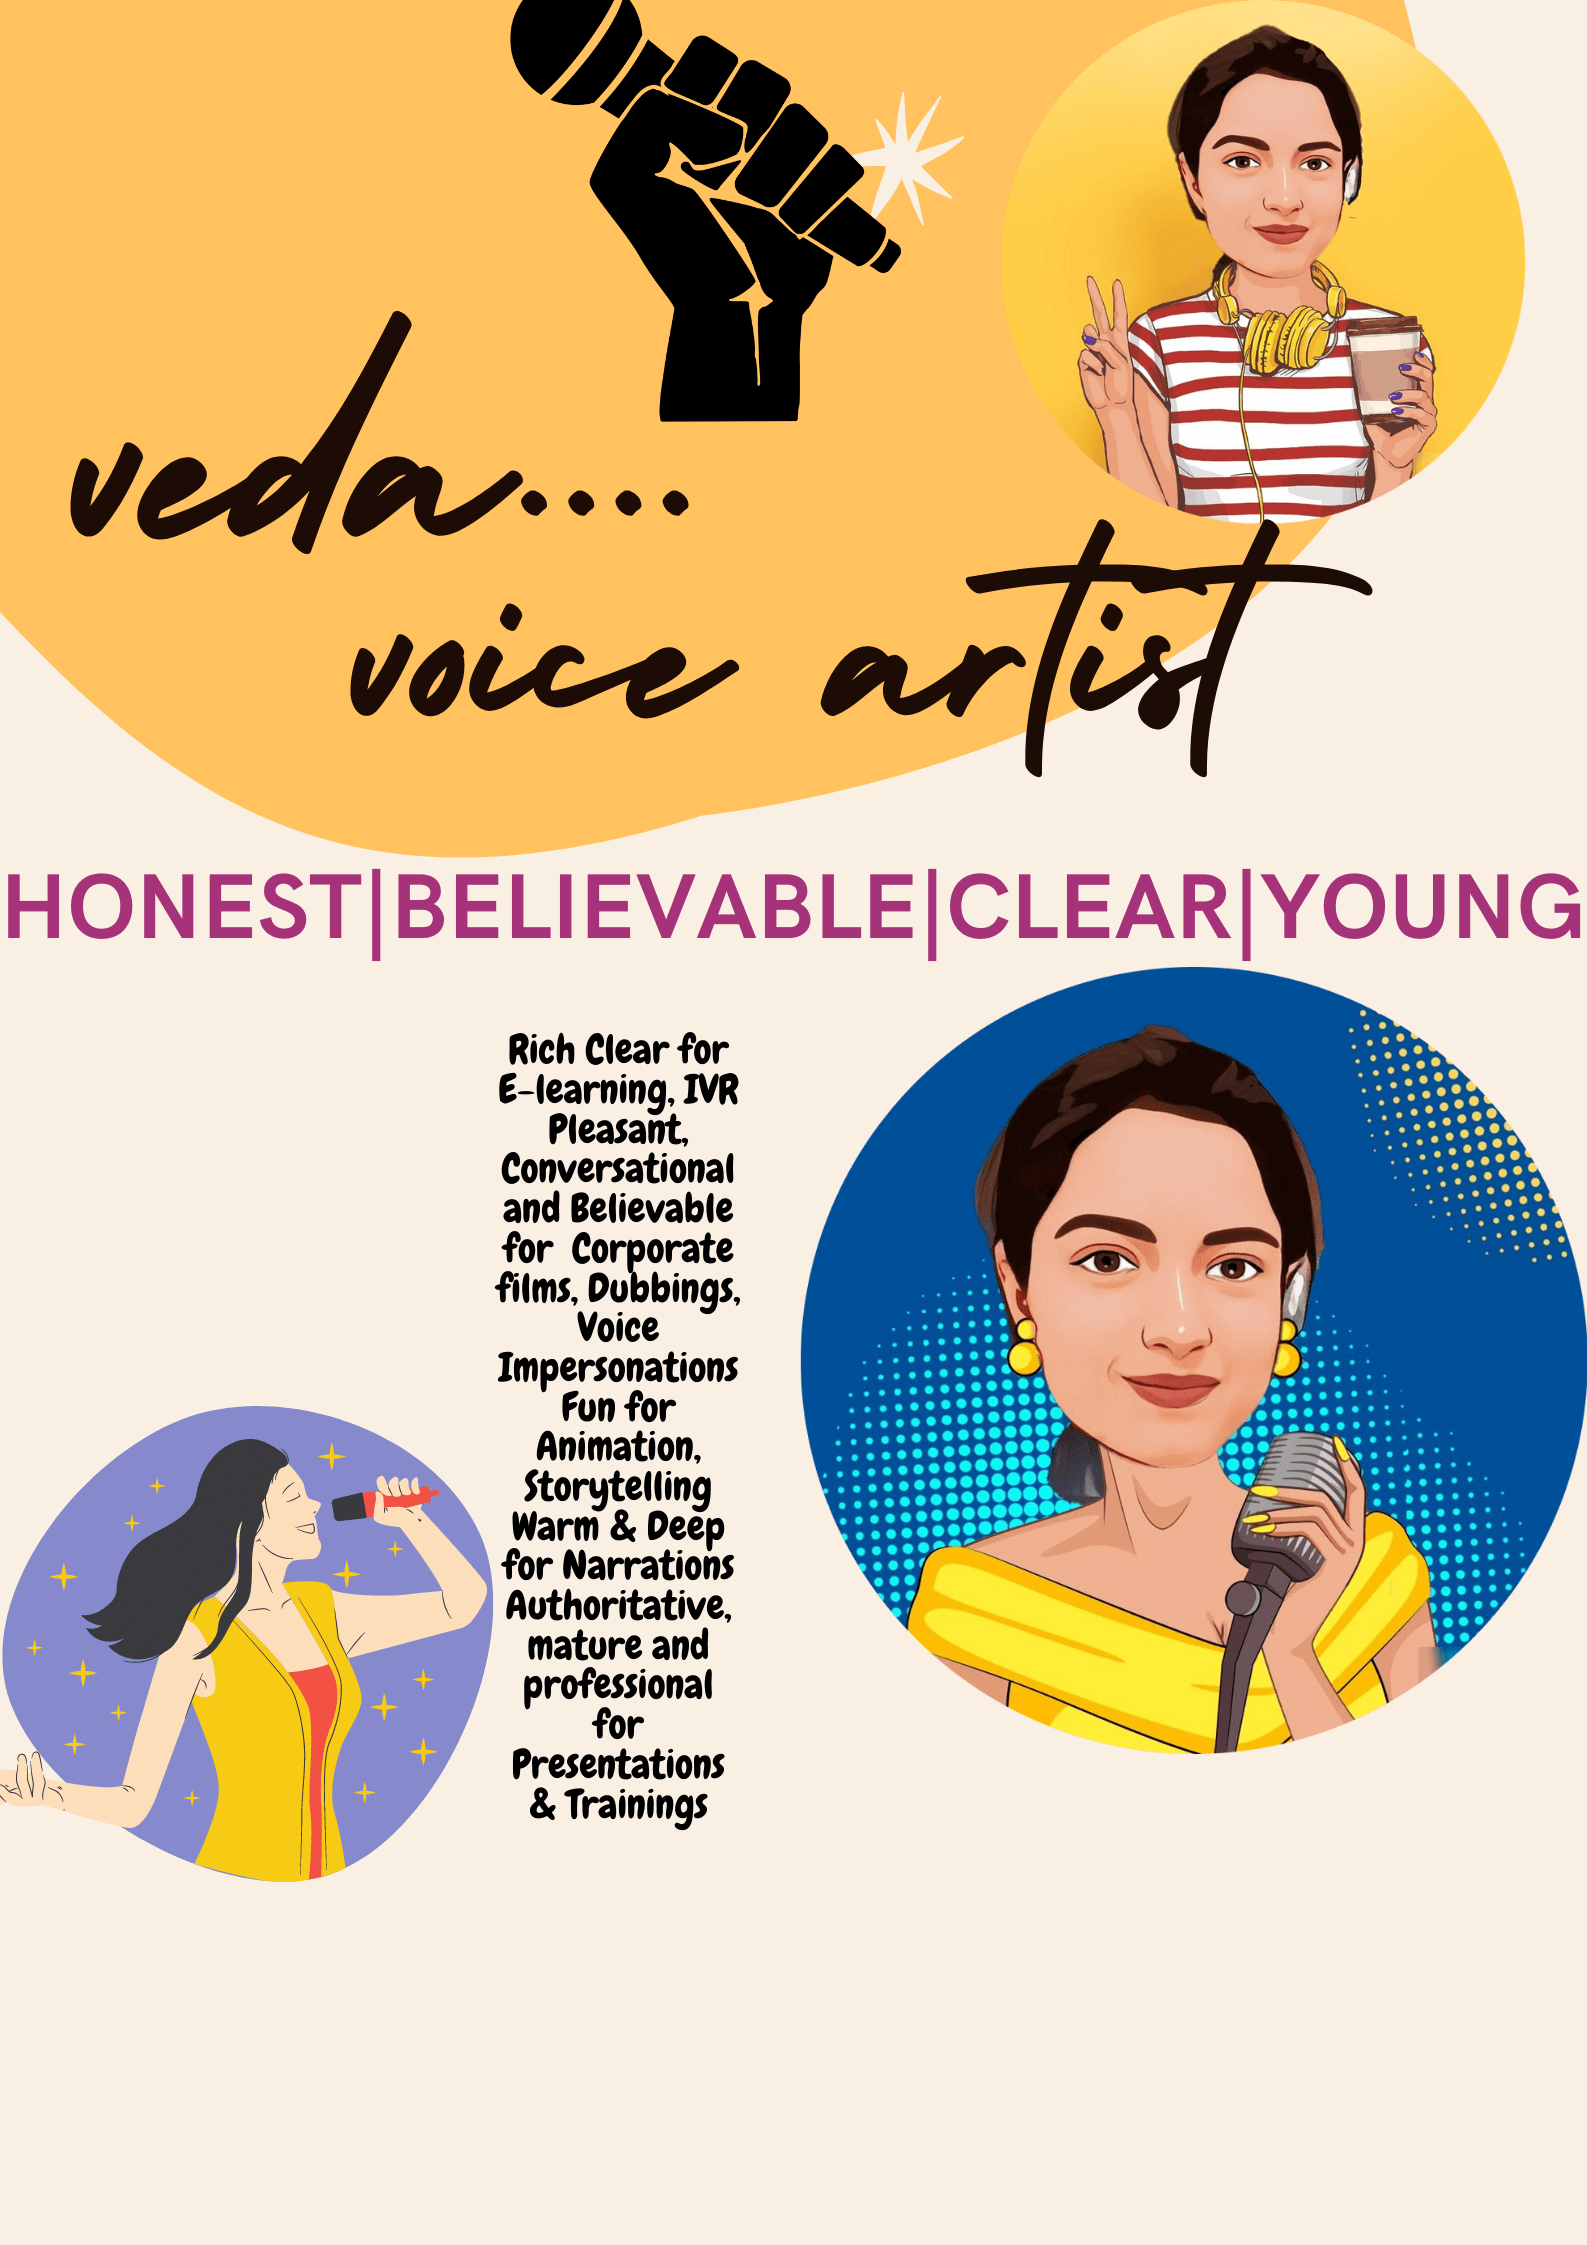 veda....
voice artist
HONEST|BELIEVABLE|CLEAR|YOUNG
Rich Clear for
E-learning, IVR
Pleasant,
Conversational
and Believable
for Corporate
films, Dubbings,
Voice
Impersonations
Fun for
Animation,
Storytelling
Warm & Deep
for Narrations
Authoritative,
mature and
professional
for
Presentations
& Trainings